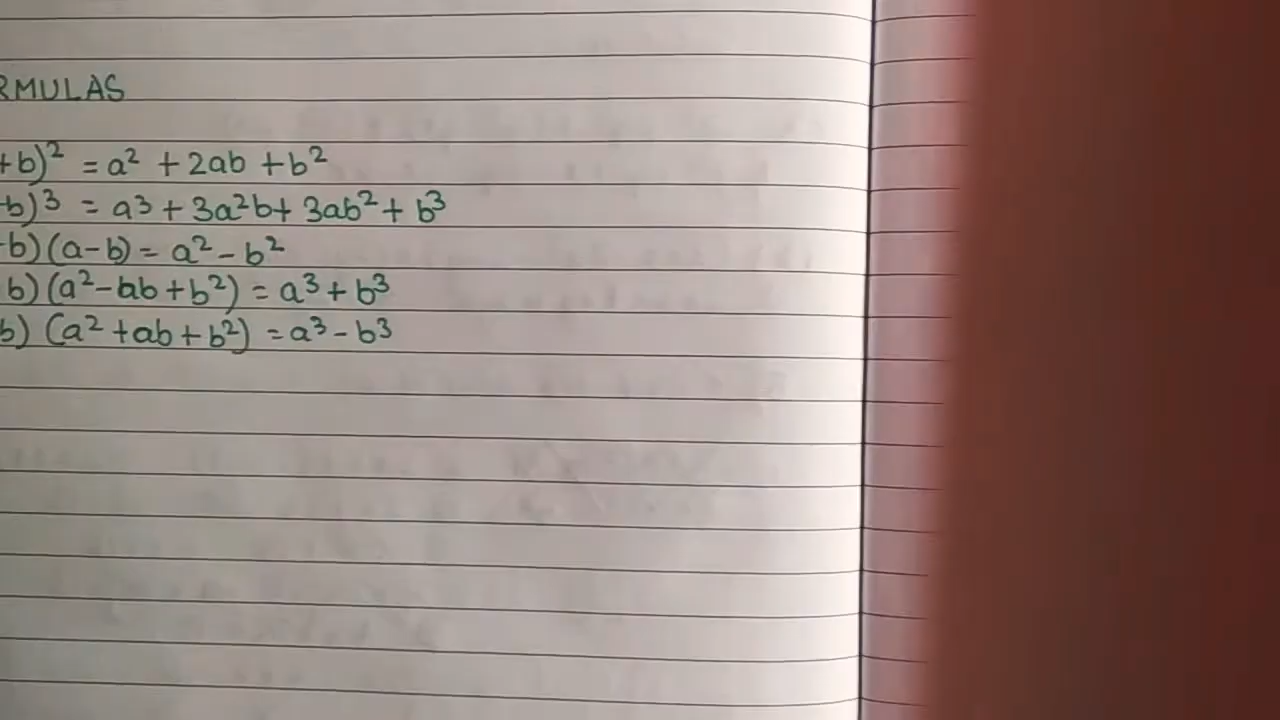 RMULAS
+b)² = a² + 2ab + b²
b)³ = a³ + 3a²b + 3ab² + b³
-b)(a-b) = a² - b²
b)(a² - ab + b²) = a³ + b³
b) (a² + ab + b²) = a³ - b³